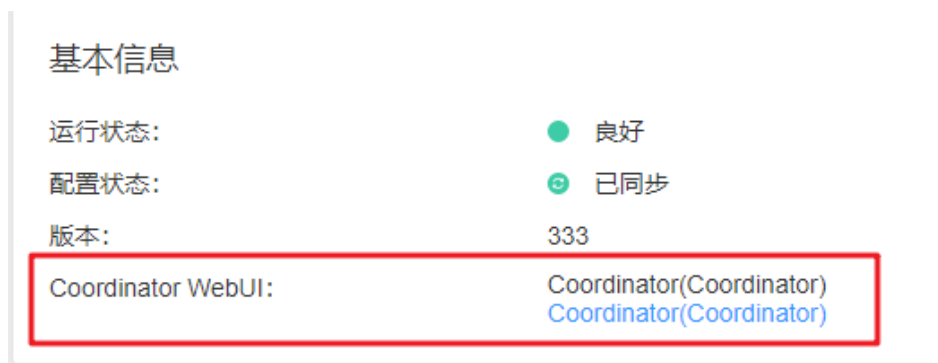 基本信息
运行状态： 良好
配置状态： 已同步
版本： 333
Coordinator WebUI： Coordinator(Coordinator)
Coordinator(Coordinator)